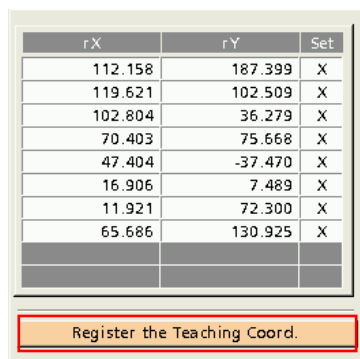 rX rY Set
112.158 187.399 X
119.621 102.509 X
102.804 36.279 X
70.403 75.668 X
47.404 -37.470 X
16.906 7.489 X
11.921 72.300 X
65.686 130.925 X
Register the Teaching Coord.